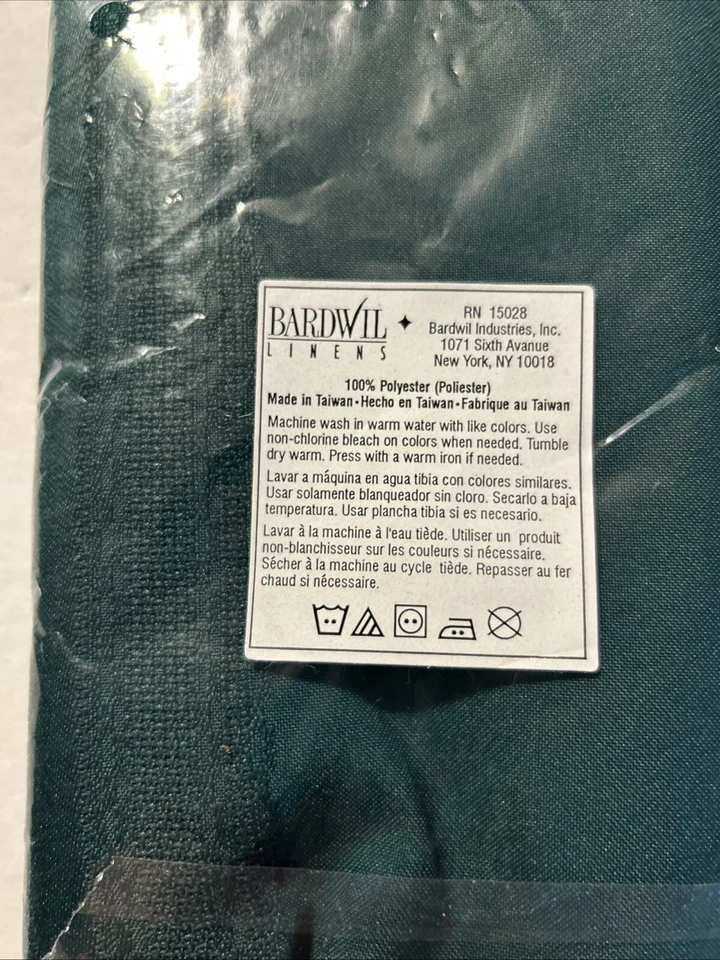 BARDWIL
LINENS
RN 15028
Bardwil Industries, Inc.
1071 Sixth Avenue
New York, NY 10018
100% Polyester (Poliester)
Made in Taiwan•Hecho en Taiwan•Fabrique au Taiwan
Machine wash in warm water with like colors. Use
non-chlorine bleach on colors when needed. Tumble
dry warm. Press with a warm iron if needed.
Lavar a máquina en agua tibia con colores similares.
Usar solamente blanqueador sin cloro. Secarlo a baja
temperatura. Usar plancha tibia si es necesario.
Lavar à la machine à l'eau tiède. Utiliser un produit
non-blanchisseur sur les couleurs si nécessaire.
Sécher à la machine au cycle tiède. Repasser au fer
chaud si nécessaire.